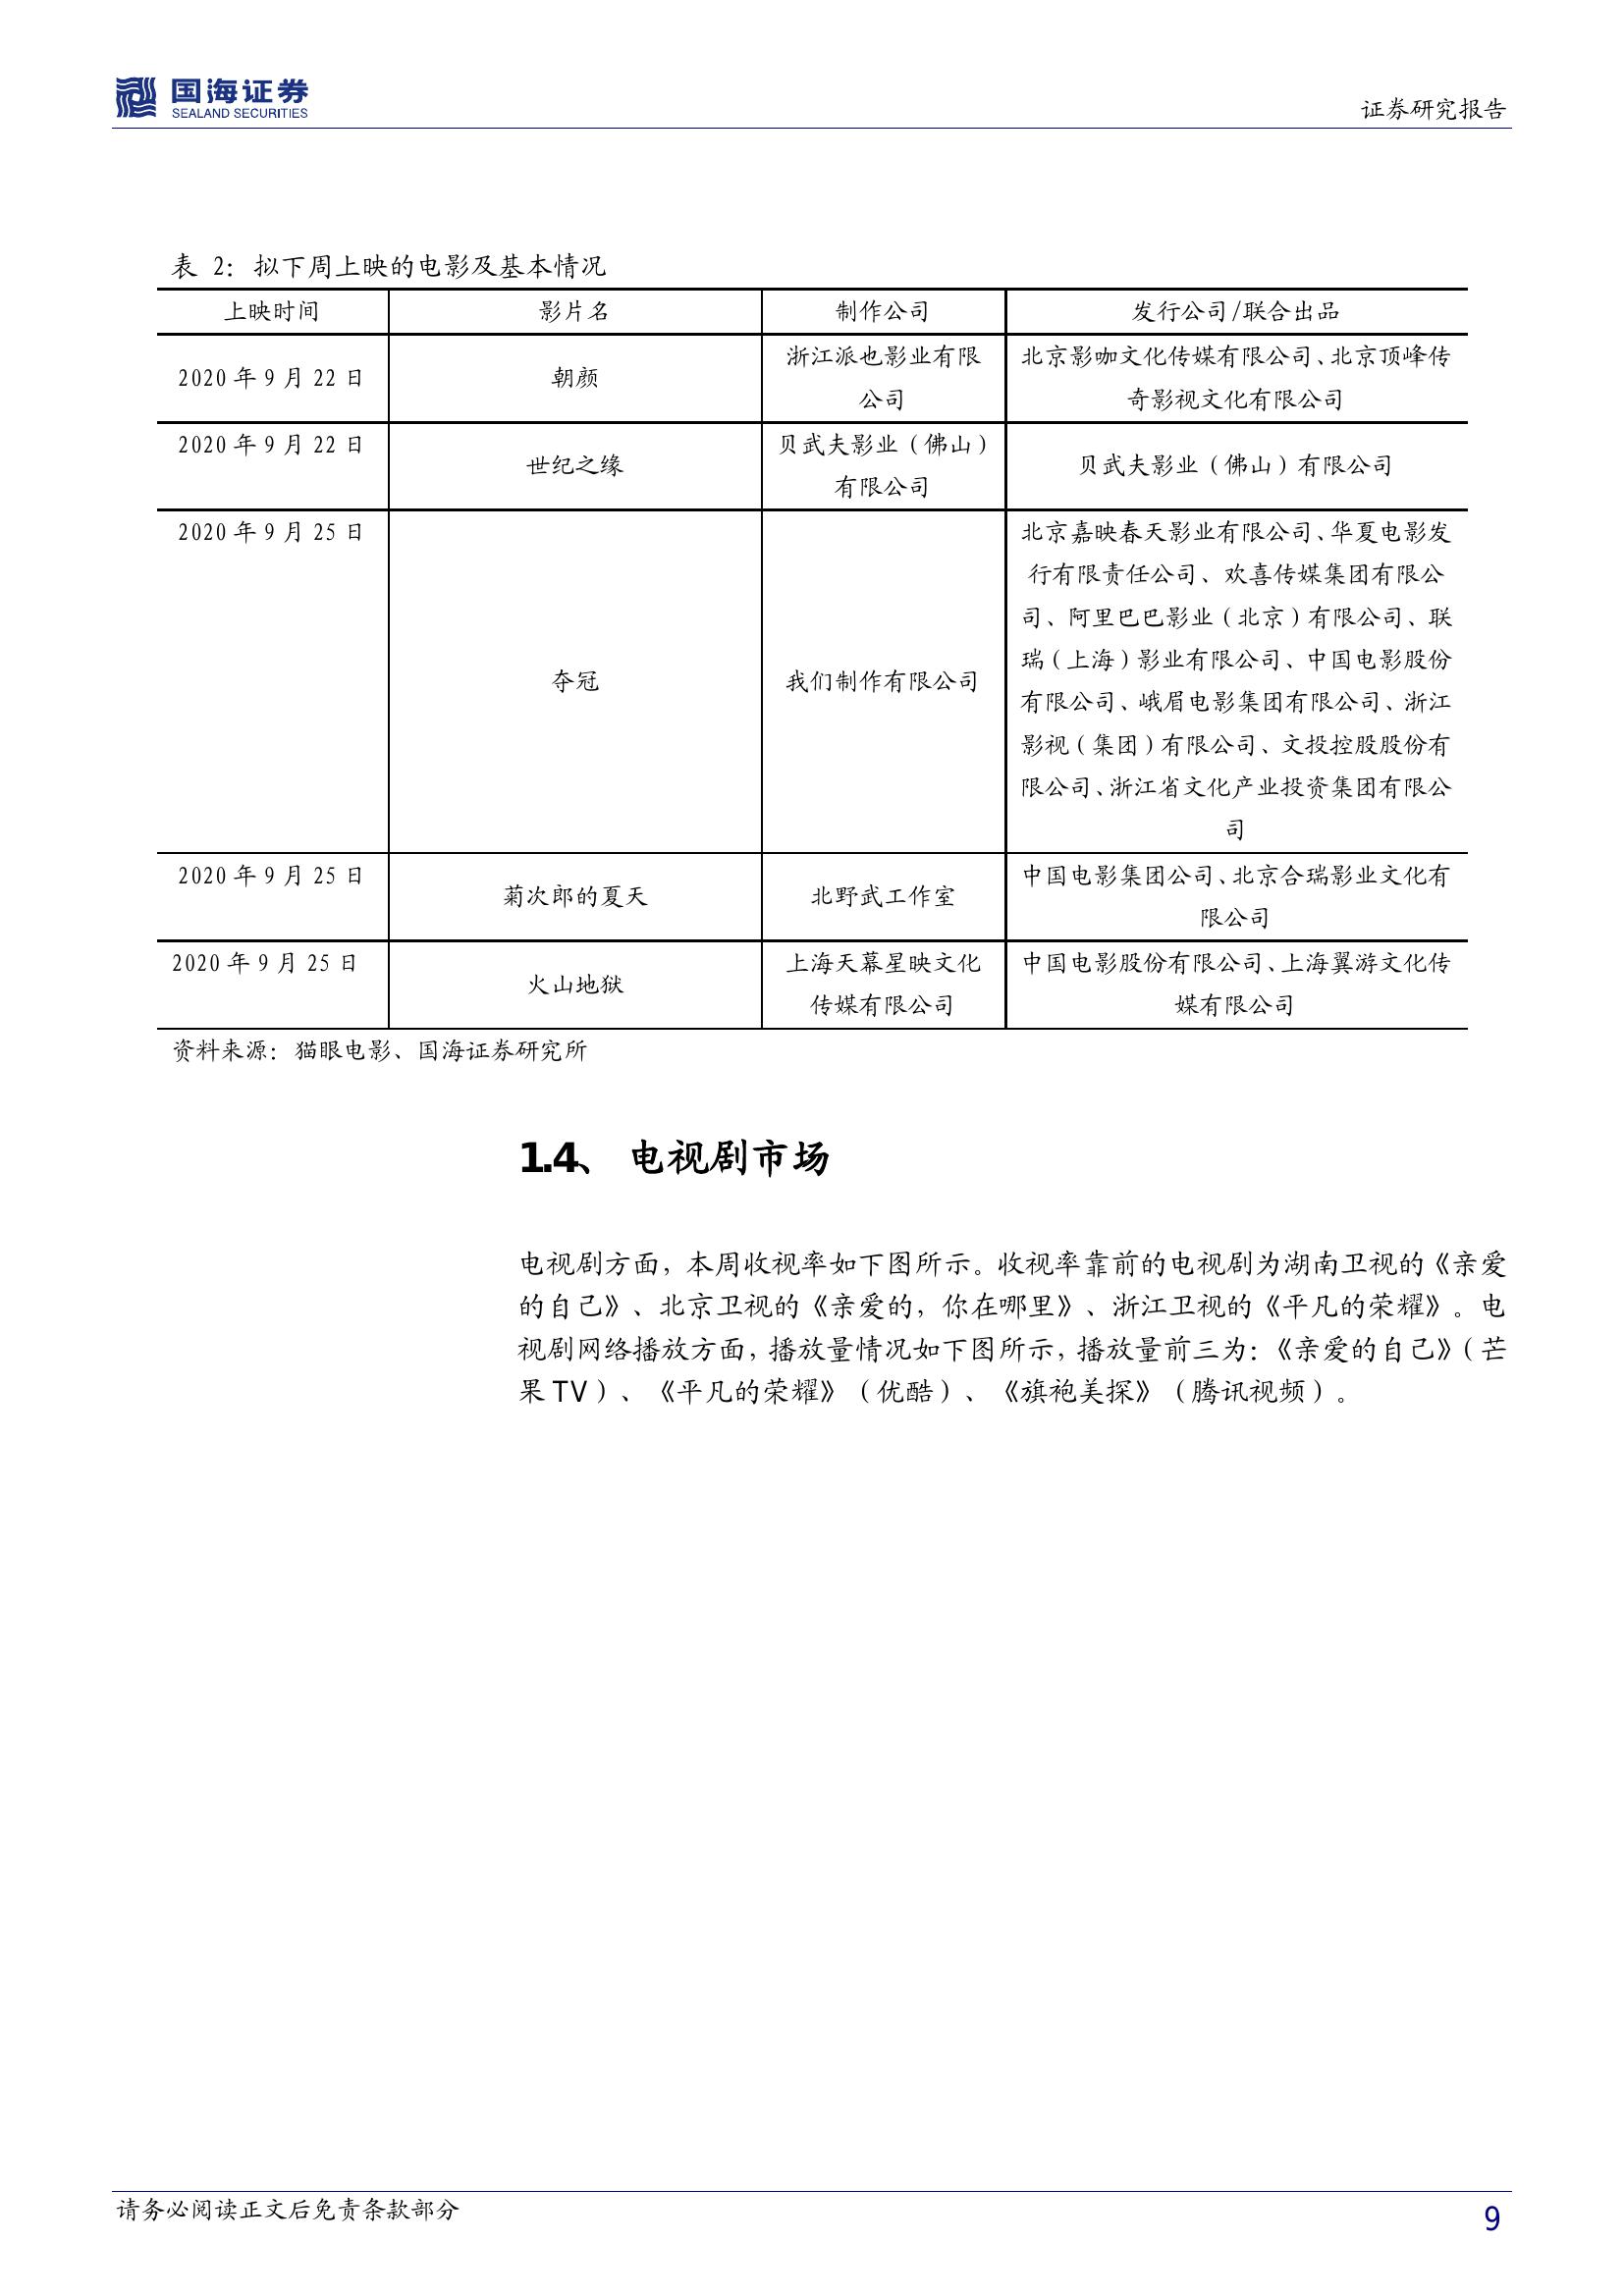 国海证券
SEALAND SECURITIES
证券研究报告
表 2：拟下周上映的电影及基本情况
上映时间 影片名 制作公司 发行公司/联合出品
2020 年 9 月 22 日 朝颜
浙江派也影业有限
公司
北京影咖文化传媒有限公司、北京顶峰传
奇影视文化有限公司
2020 年 9 月 22 日
世纪之缘
贝武夫影业（佛山）
有限公司
贝武夫影业（佛山）有限公司
2020 年 9 月 25 日
夺冠
我们制作有限公司
北京嘉映春天影业有限公司、华夏电影发
行有限责任公司、欢喜传媒集团有限公
司、阿里巴巴影业（北京）有限公司、联
瑞（上海）影业有限公司、中国电影股份
有限公司、峨眉电影集团有限公司、浙江
影视（集团）有限公司、文投控股股份有
限公司、浙江省文化产业投资集团有限公
司
2020 年 9 月 25 日
菊次郎的夏天
北野武工作室
中国电影集团公司、北京合瑞影业文化有
限公司
2020 年 9 月 25 日
火山地狱
上海天幕星映文化
传媒有限公司
中国电影股份有限公司、上海翼游文化传
媒有限公司
资料来源：猫眼电影、国海证券研究所
1.4、 电视剧市场
电视剧方面，本周收视率如下图所示。收视率靠前的电视剧为湖南卫视的《亲爱
的自己》、北京卫视的《亲爱的，你在哪里》、浙江卫视的《平凡的荣耀》。电
视剧网络播放方面，播放量情况如下图所示，播放量前三为：《亲爱的自己》（芒
果 TV）、《平凡的荣耀》（优酷）、《旗袍美探》（腾讯视频）。
请务必阅读正文后免责条款部分
9